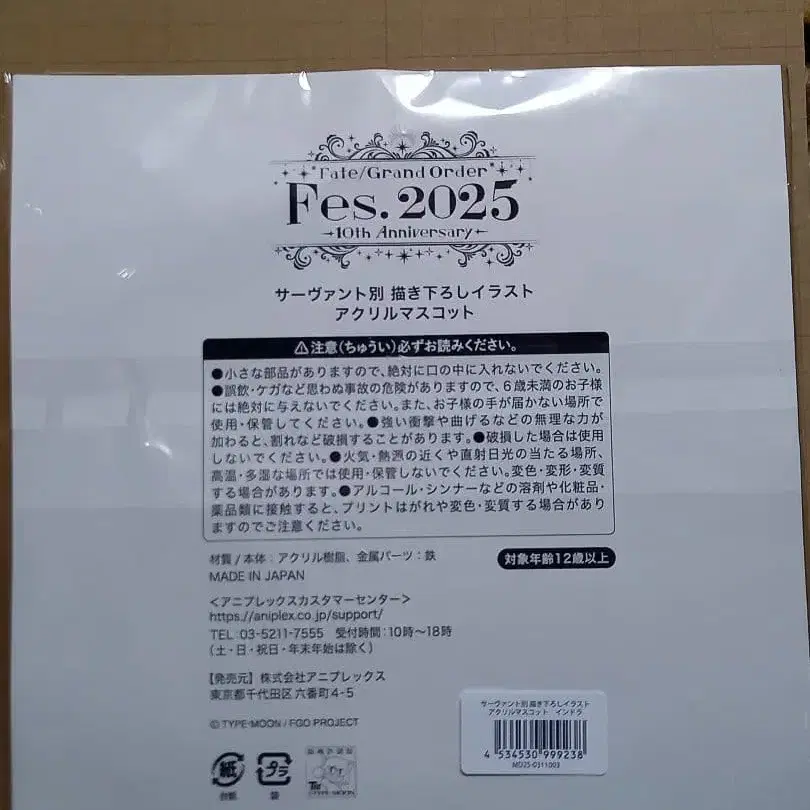 Fate/Grand Order
Fes. 2025
10th Anniversary
サーヴァント別 描き下ろしイラスト
アクリルマスコット
⚠注意(ちゅうい)必ずお読みください。
●小さな部品がありますので、絶対に口の中に入れないでください。
●誤飲・ケガなど思わぬ事故の危険がありますので、6歳未満のお子様
には絶対に与えないでください。また、お子様の手が届かない場所で
使用・保管してください。●強い衝撃や曲げるなどの無理な力が
加わると、割れなど破損することがあります。●破損した場合は使用
しないでください。●火気・熱源の近くや直射日光の当たる場所、
高温・多湿な場所では使用・保管しないでください。変色・変形・変質
する場合があります。●アルコール・シンナーなどの溶剤や化粧品・
薬品類に接触すると、プリントはがれや変色・変質する場合があり
ますのでご注意ください。
材質/本体:アクリル樹脂、金属パーツ:鉄
対象年齢12歳以上
MADE IN JAPAN
<アニプレックスカスタマーセンター>
https://aniplex.co.jp/support/
TEL:03-5211-7555 受付時間:10時~18時
(土・日・祝日・年末年始は除く)
【発売元】株式会社アニプレックス
東京都千代田区六番町4-5
© TYPE-MOON / FGO PROJECT
サーヴァント別 描き下ろしイラスト
アクリルマスコット インドラ
4 534530 999238
MD25-0311003
紙
台紙
プラ
袋